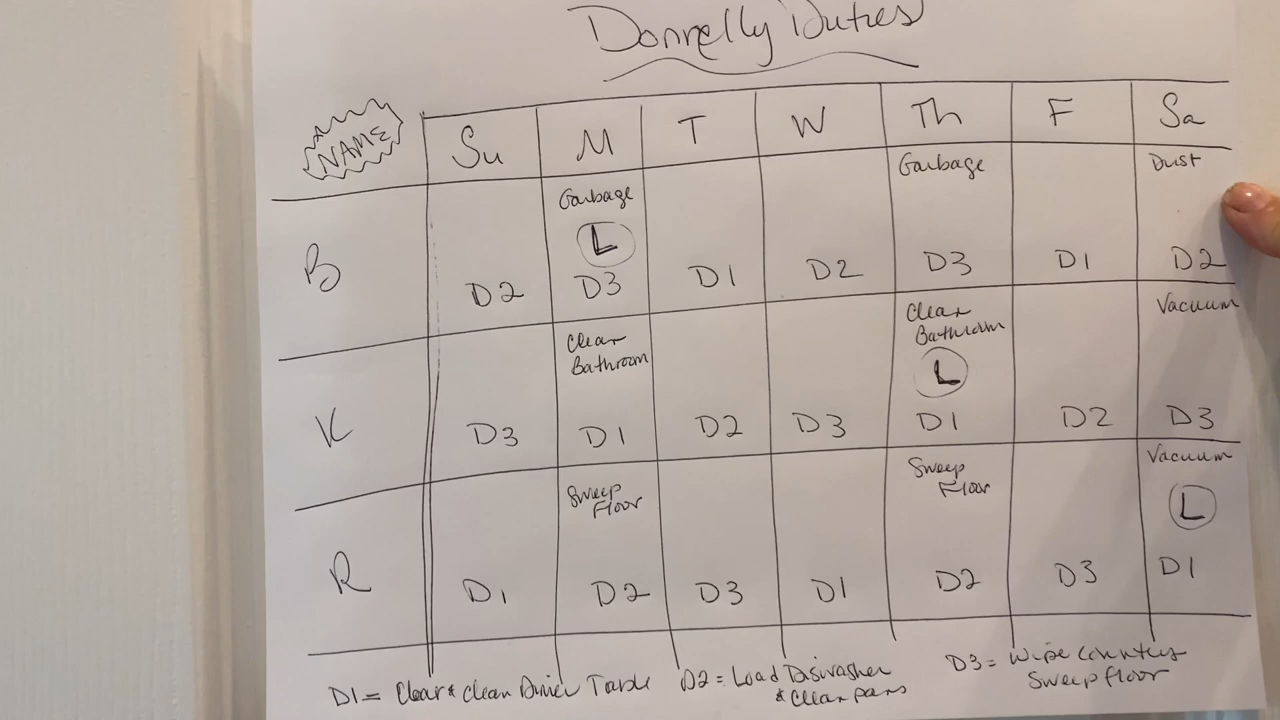 Donnelly Duties
NAME Su M T W Th F Sa
Garbage Garbage Dust
L
B D2 D3 D1 D2 D3 D1 D2
Clean Bathroom Clean Bathroom Vacuum
L
K D3 D1 D2 D3 D1 D2 D3
Sweep Floor Sweep Floor Vacuum
L
R D1 D2 D3 D1 D2 D3 D1
D1 = Clear & clean Dinner Table D2 = Load Diswasher D3 = Wipe counters
& Clean pans Sweep floor